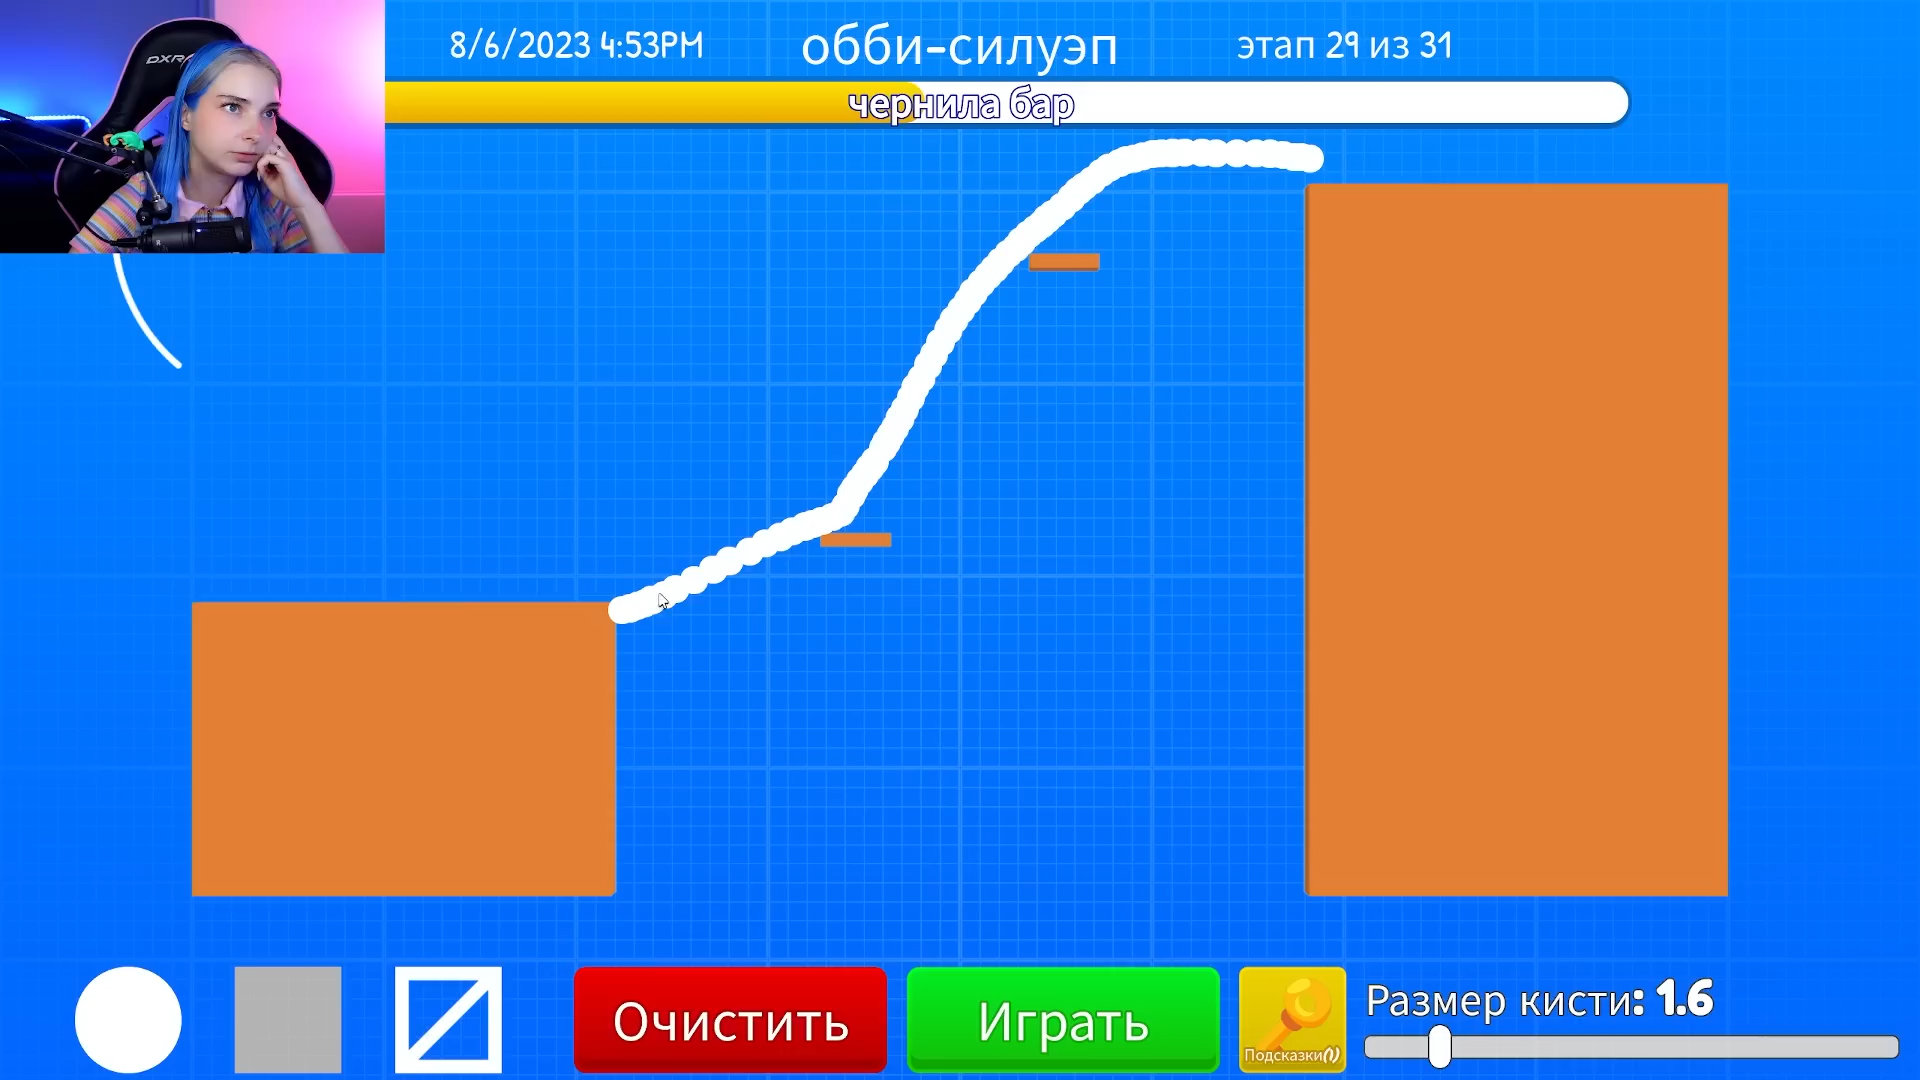 8/6/2023 4:53PM
обби-силуэп
этап 29 из 31
чернила бар
Очистить
Играть
Подсказки(1)
Размер кисти: 1.6